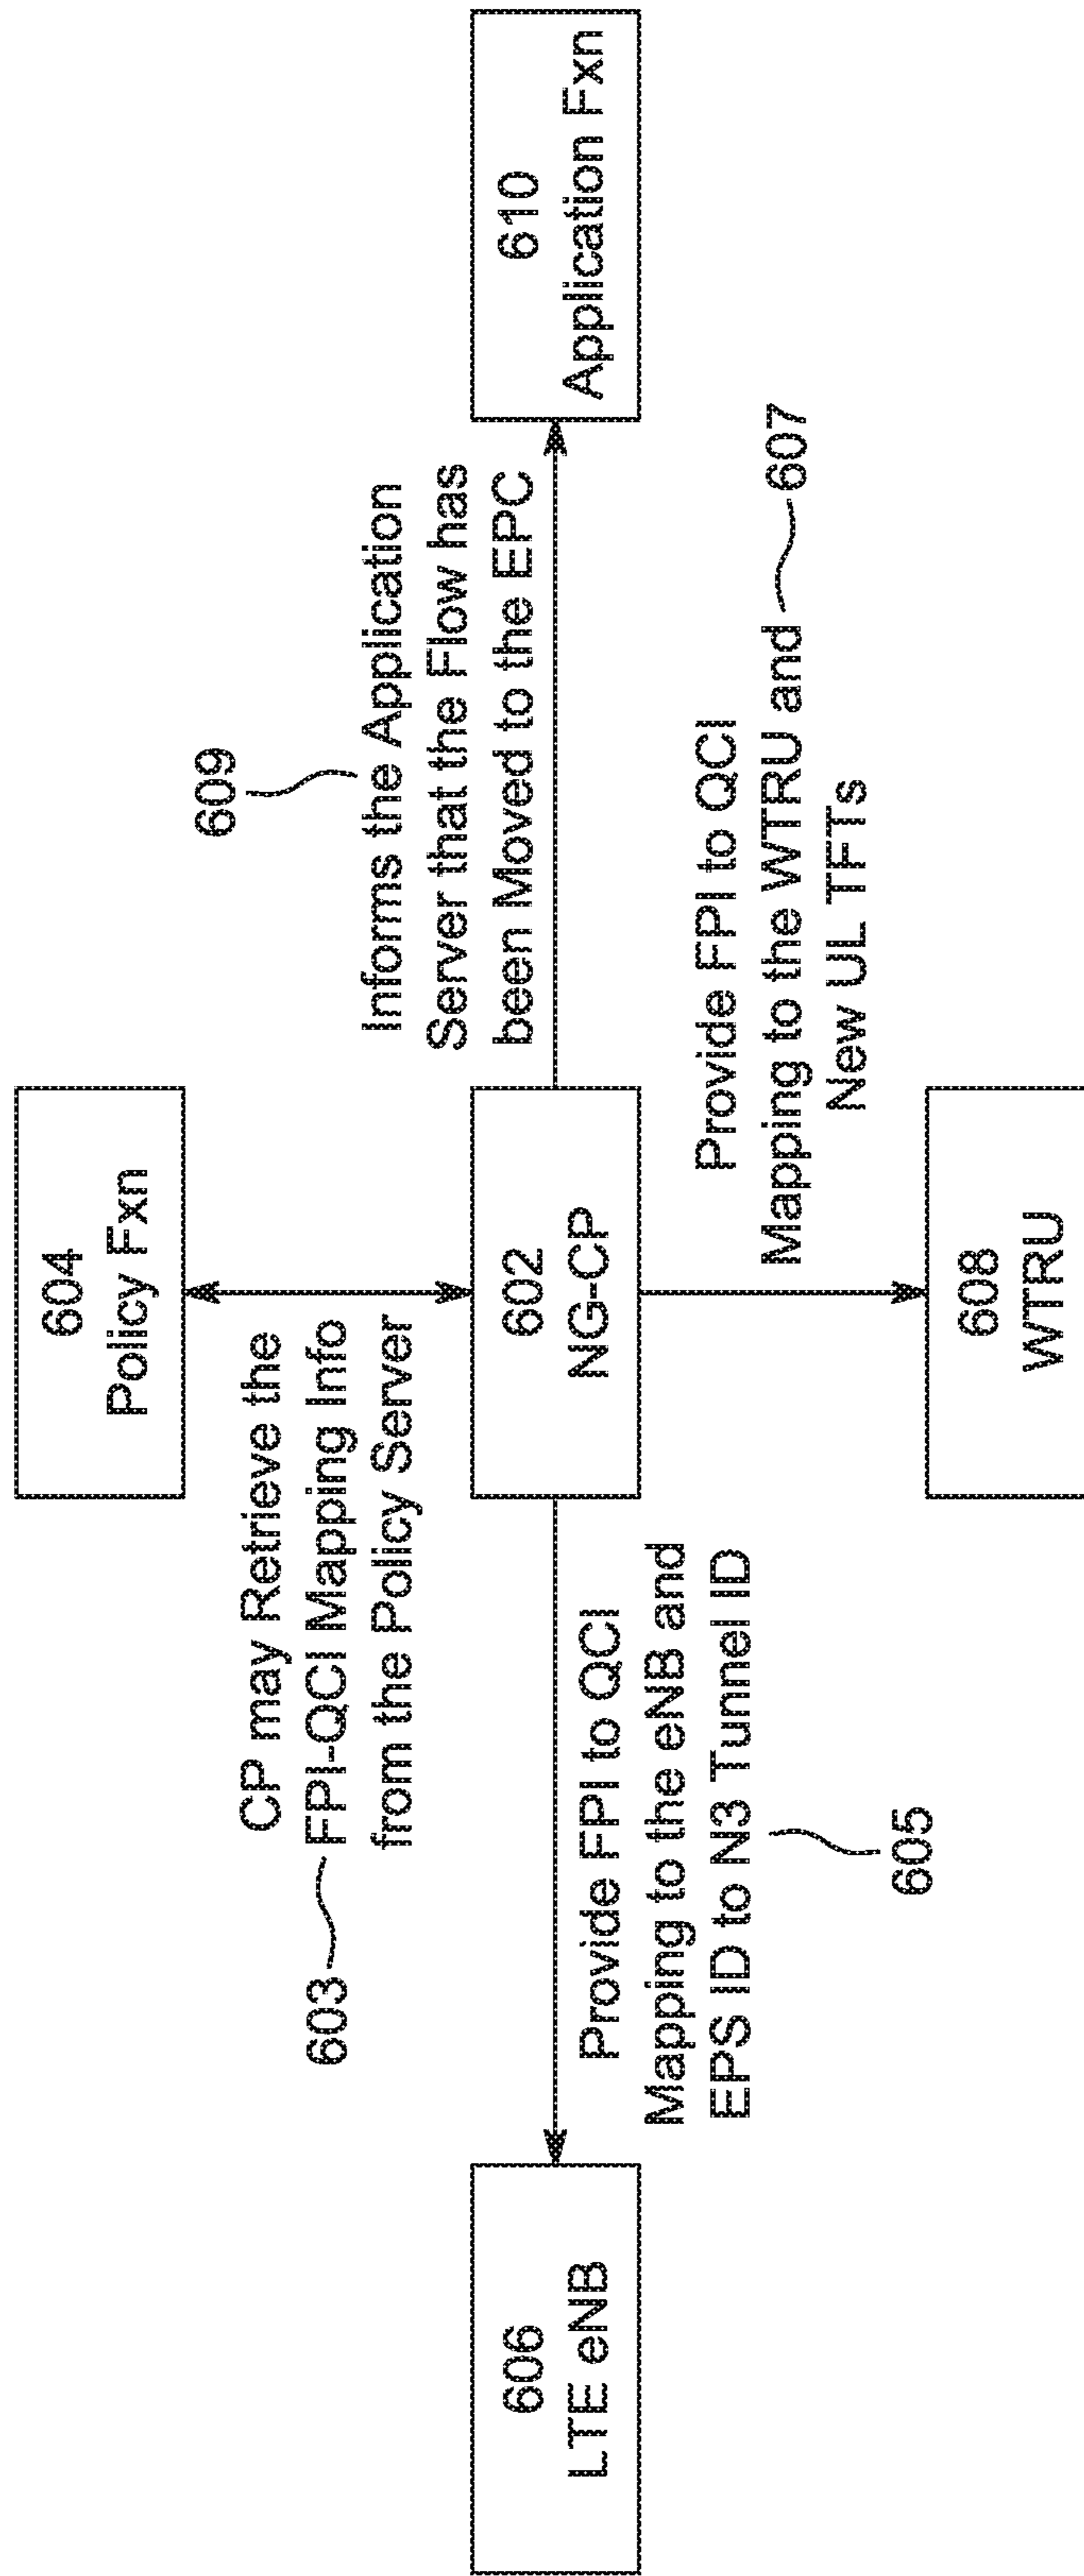 604
Policy Fxn
CP may Retrieve the
FPI-QCI Mapping Info
from the Policy Server
603
609
Informs the Application
Server that the Flow has
been Moved to the EPC
606
LTE eNB
602
NG-CP
610
Application Fxn
Provide FPI to QCI
Mapping to the eNB and
EPS ID to N3 Tunnel ID
605
Provide FPI to QCI
Mapping to the WTRU and
New UL TFTs
607
608
WTRU